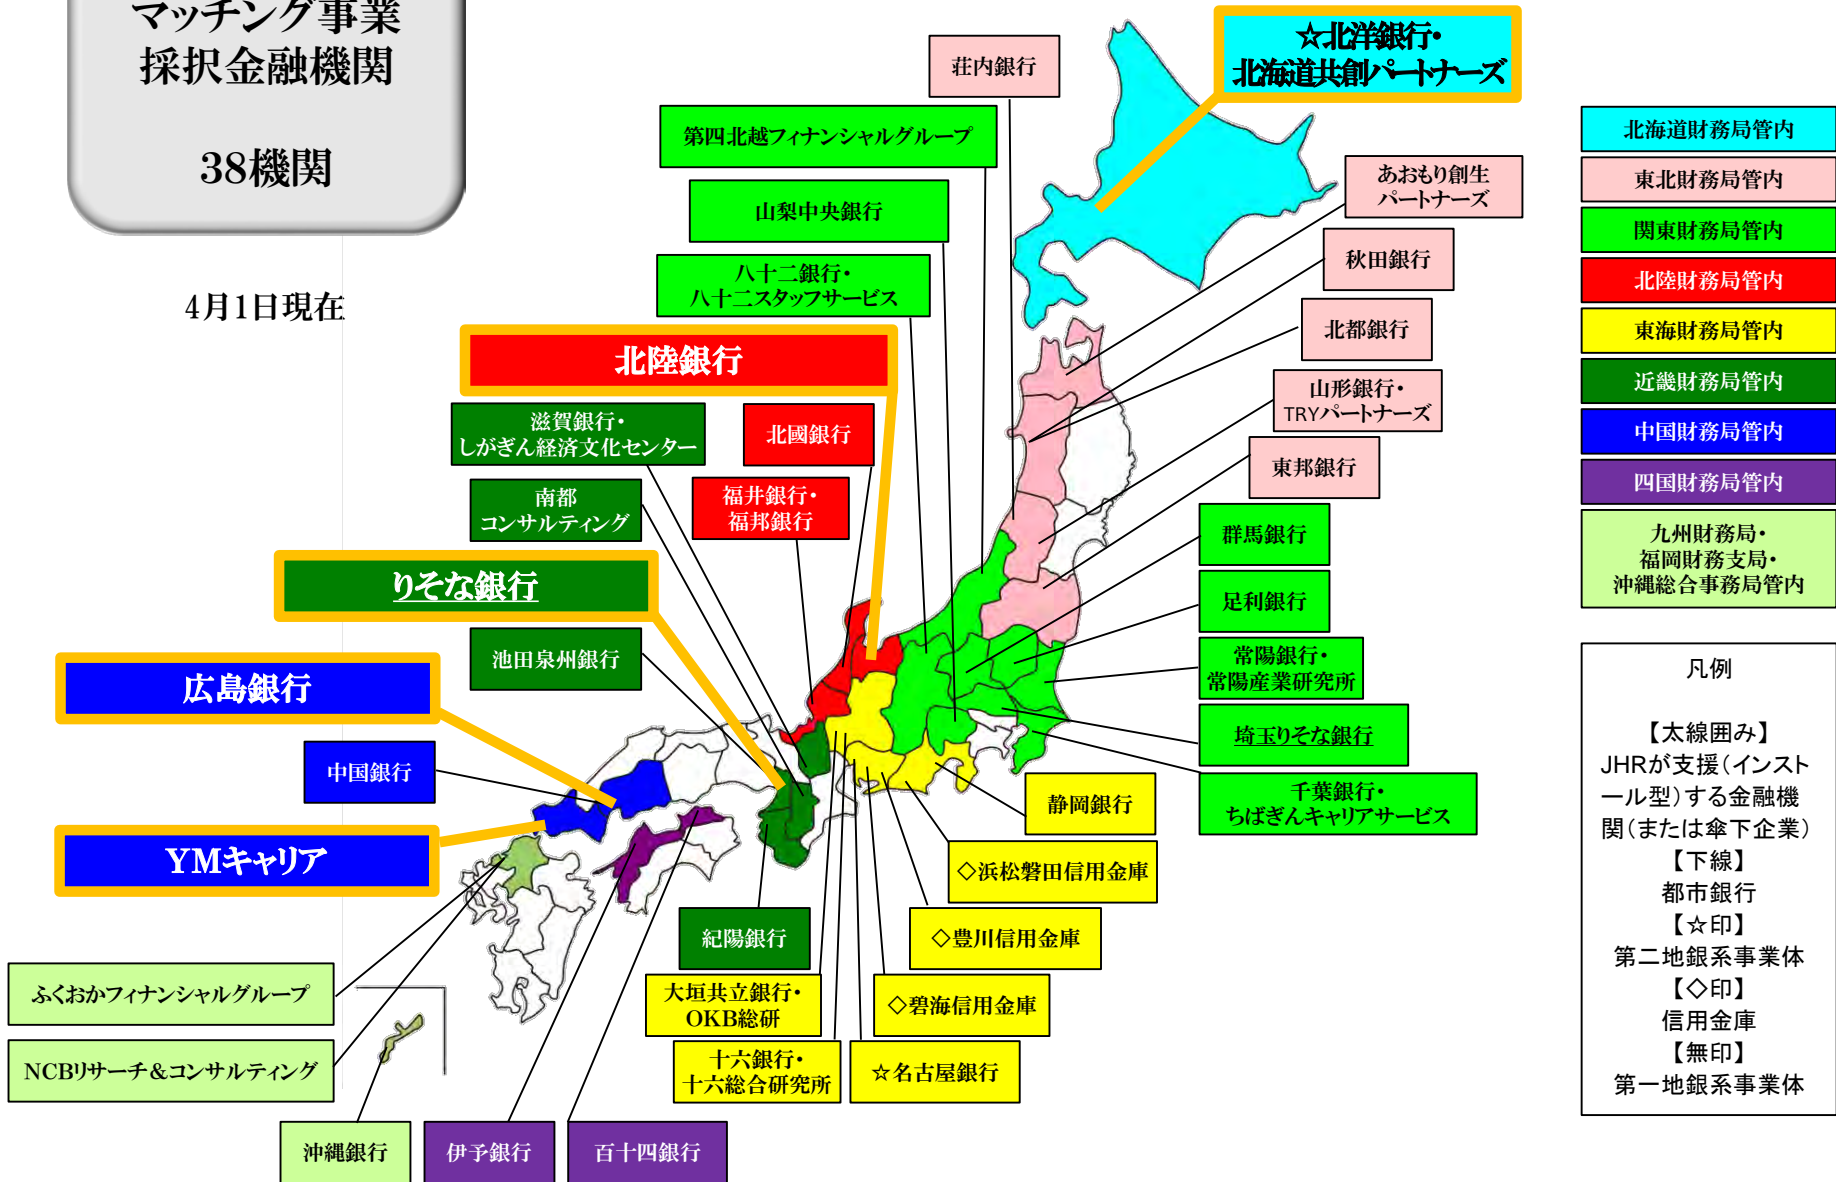 マッチング事業
採択金融機関
38機関
4月1日現在
☆北洋銀行・
北海道共創パートナーズ
荘内銀行
第四北越フィナンシャルグループ
あおもり創生
パートナーズ
山梨中央銀行
秋田銀行
八十二銀行・
八十二スタッフサービス
北都銀行
北陸銀行
山形銀行・
TRYパートナーズ
滋賀銀行・
しがぎん経済文化センター
北國銀行
東邦銀行
南都
コンサルティング
福井銀行・
福邦銀行
群馬銀行
りそな銀行
足利銀行
池田泉州銀行
常陽銀行・
常陽産業研究所
広島銀行
埼玉りそな銀行
中国銀行
千葉銀行・
ちばぎんキャリアサービス
静岡銀行
YMキャリア
◇浜松磐田信用金庫
紀陽銀行
◇豊川信用金庫
ふくおかフィナンシャルグループ
大垣共立銀行・
OKB総研
◇碧海信用金庫
NCBリサーチ&コンサルティング
十六銀行・
十六総合研究所
☆名古屋銀行
沖縄銀行
伊予銀行
百十四銀行
北海道財務局管内
東北財務局管内
関東財務局管内
北陸財務局管内
東海財務局管内
近畿財務局管内
中国財務局管内
四国財務局管内
九州財務局・
福岡財務支局・
沖縄総合事務局管内
凡例
【太線囲み】
JHRが支援(インスト
ール型)する金融機
関(または傘下企業)
【下線】
都市銀行
【☆印】
第二地銀系事業体
【◇印】
信用金庫
【無印】
第一地銀系事業体